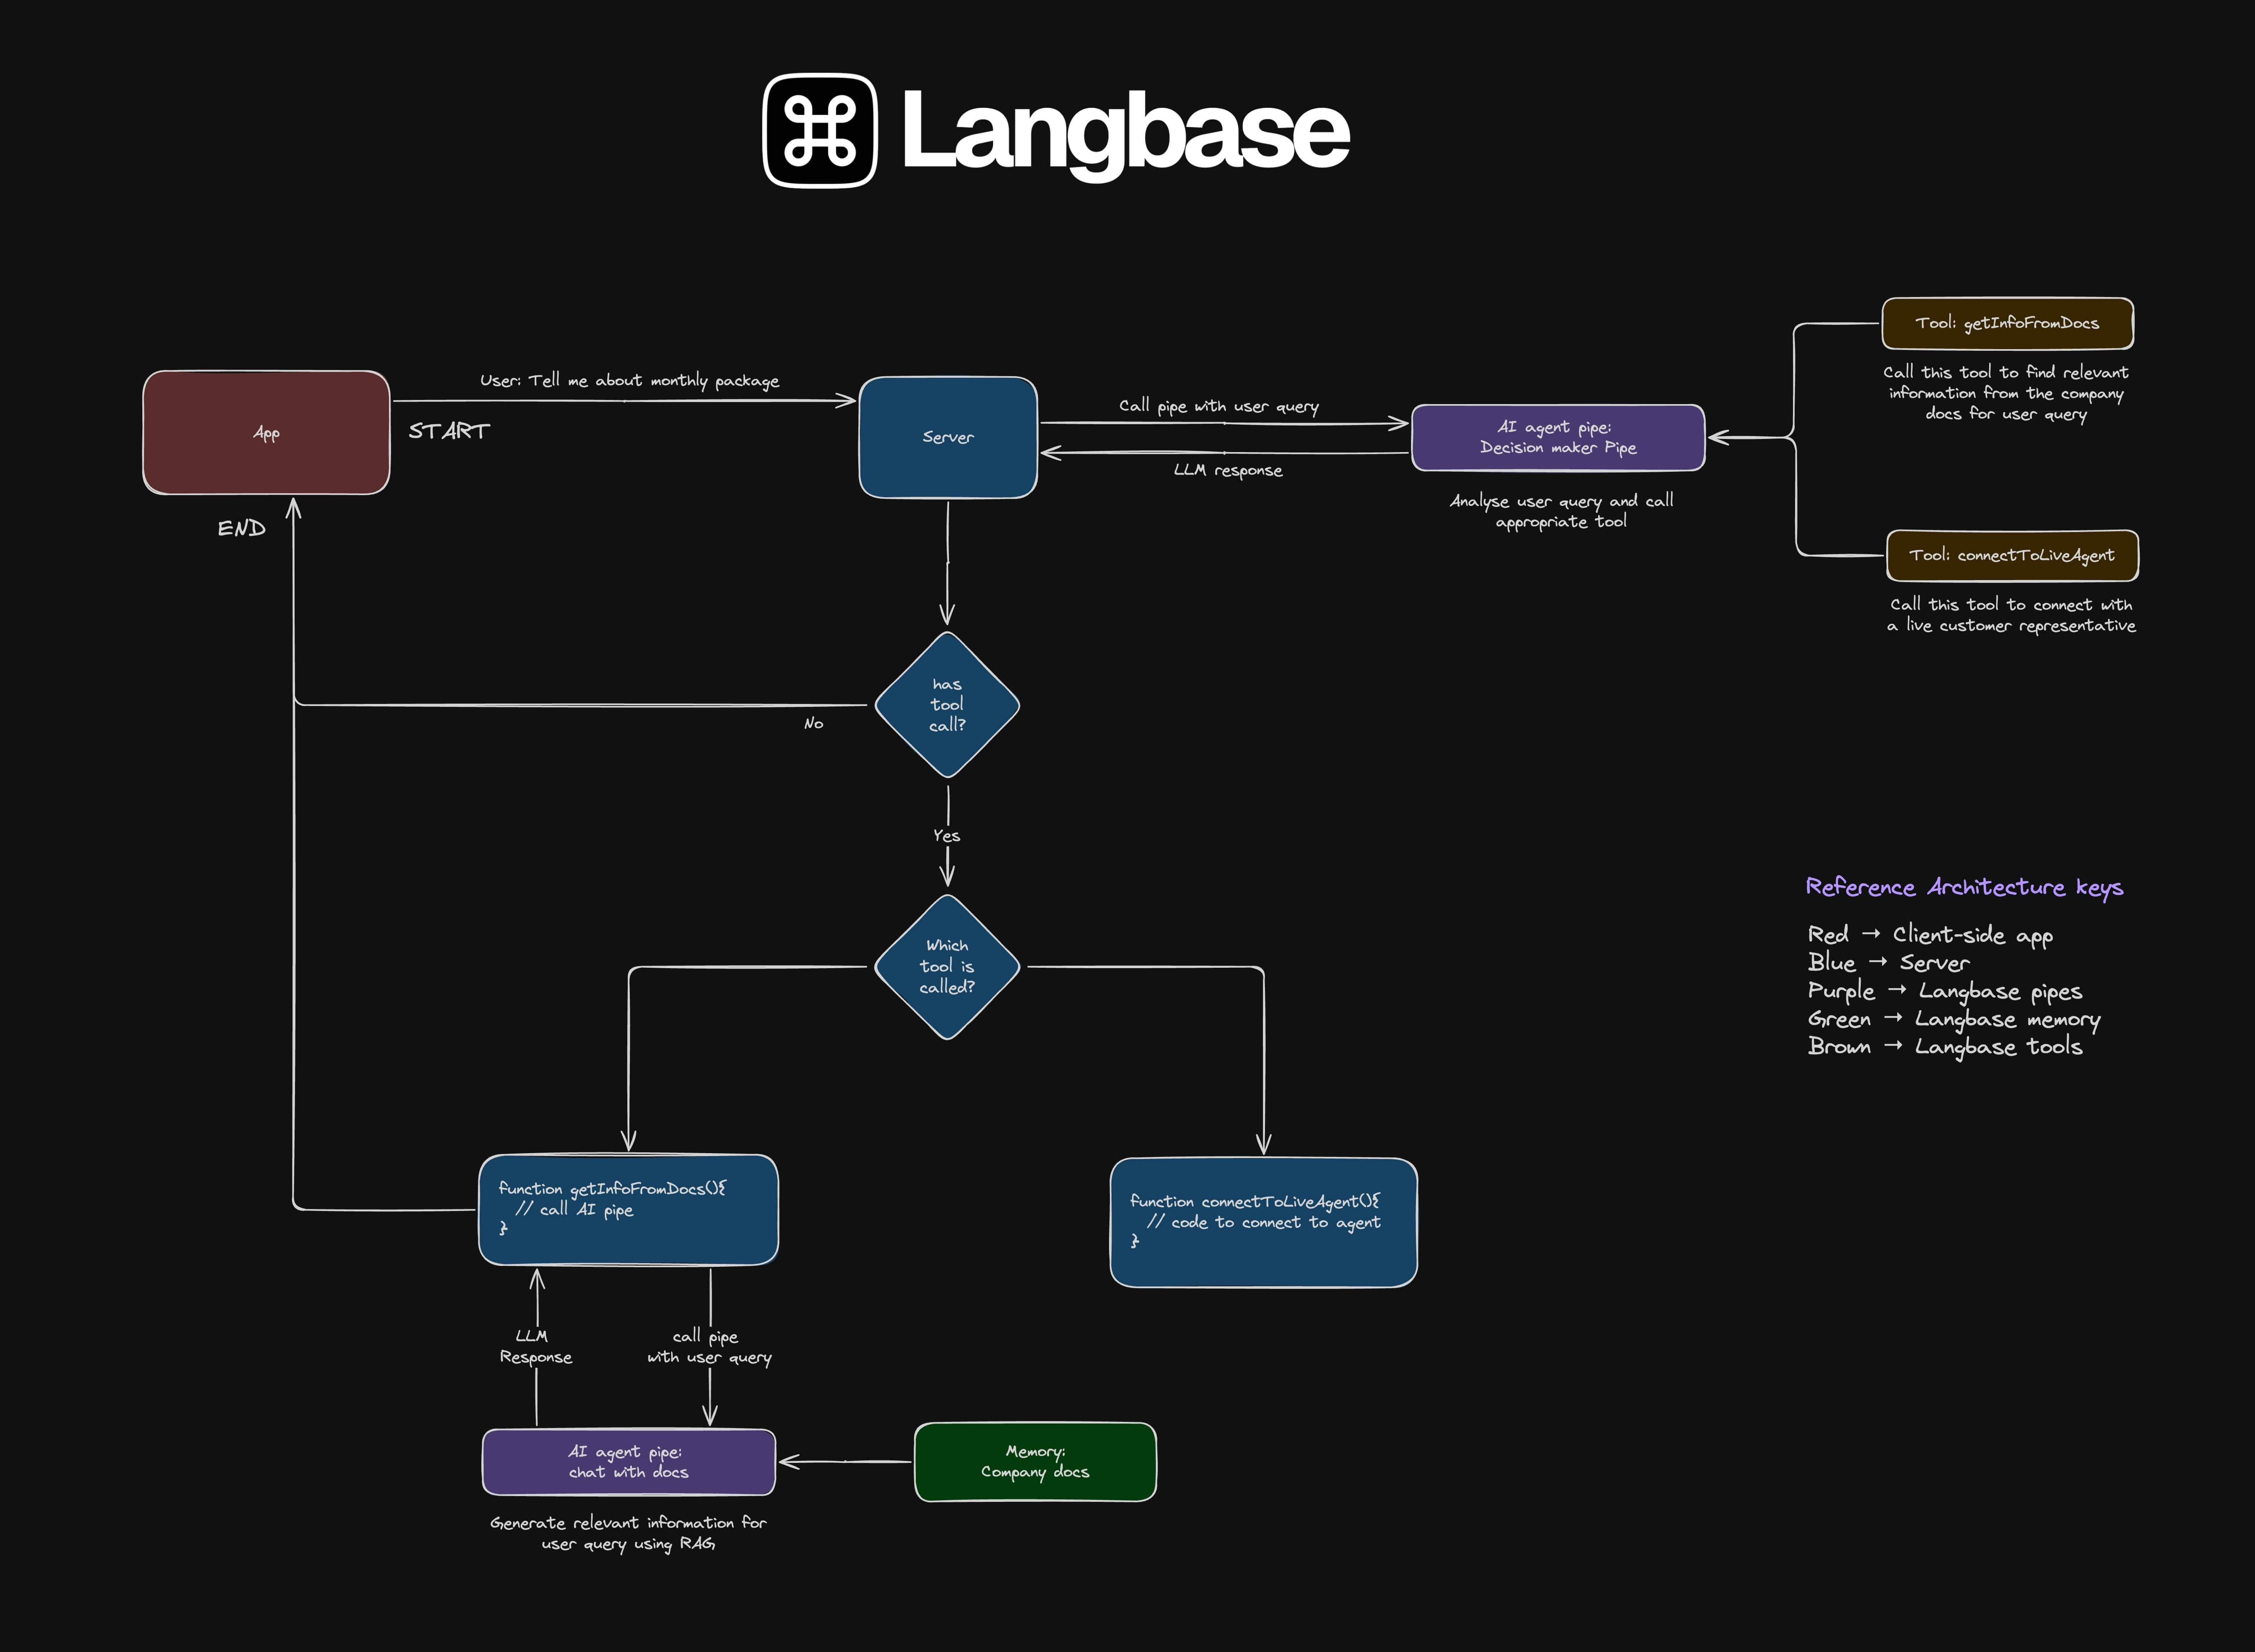 Langbase
App
User: Tell me about monthly package
START
END
Server
Call pipe with user query
LLM response
AI agent pipe:
Decision maker Pipe
Analyse user query and call
appropriate tool
Tool: getInfoFromDocs
Call this tool to find relevant
information from the company
docs for user query
Tool: connectToLiveAgent
Call this tool to connect with
a live customer representative
has
tool
call?
No
Yes
Which
tool is
called?
Reference Architecture keys
Red → Client-side app
Blue → Server
Purple → Langbase pipes
Green → Langbase memory
Brown → Langbase tools
function getInfoFromDocs(){
// call AI pipe
}
function connectToLiveAgent(){
// code to connect to agent
}
LLM
Response
call pipe
with user query
AI agent pipe:
chat with docs
Generate relevant information for
user query using RAG
Memory:
Company docs